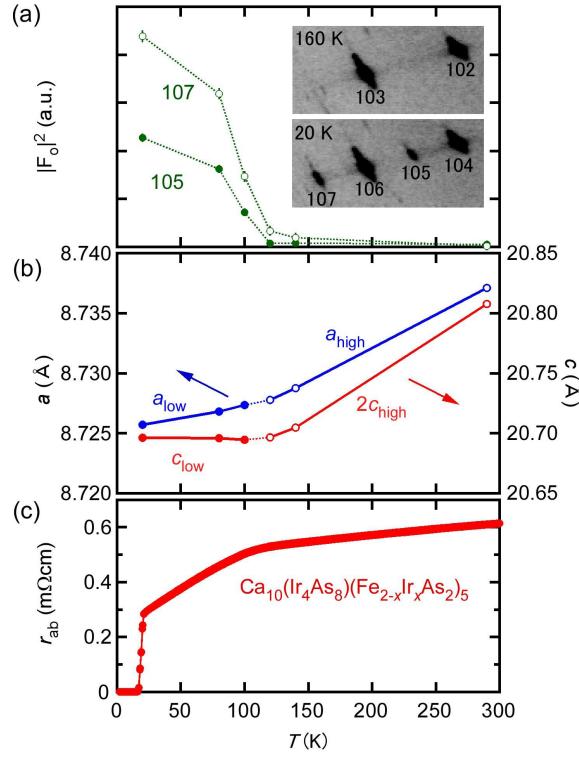 (a)
|F₀|² (a.u.)
107
105
160 K
102
103
20 K
104
105
106
107
(b)
8.740
8.735
8.730
8.725
8.720
a (Å)
20.85
20.80
20.75
20.70
20.65
c (Å)
a_high
a_low
2c_high
c_low
(c)
0.6
0.4
0.2
0
r_ab (mΩcm)
Ca₁₀(Ir₄As₈)(Fe₂₋ₓIrₓAs₂)₅
0
50
100
150
200
250
300
T (K)